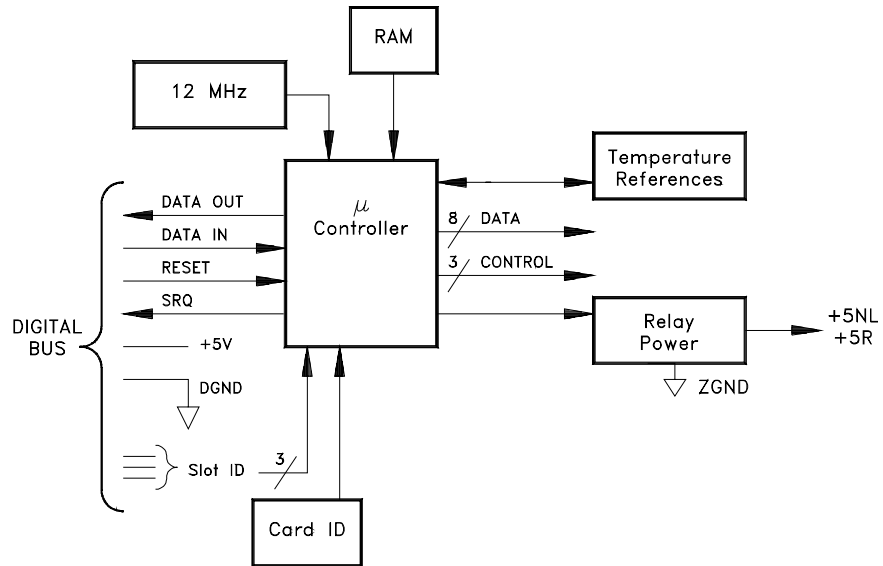 RAM
12 MHz
Temperature
References
μ
Controller
DATA OUT
DATA IN
RESET
SRQ
8 DATA
3 CONTROL
DIGITAL
BUS
+5V
DGND
Relay
Power
+5NL
+5R
ZGND
Slot ID
3
Card ID